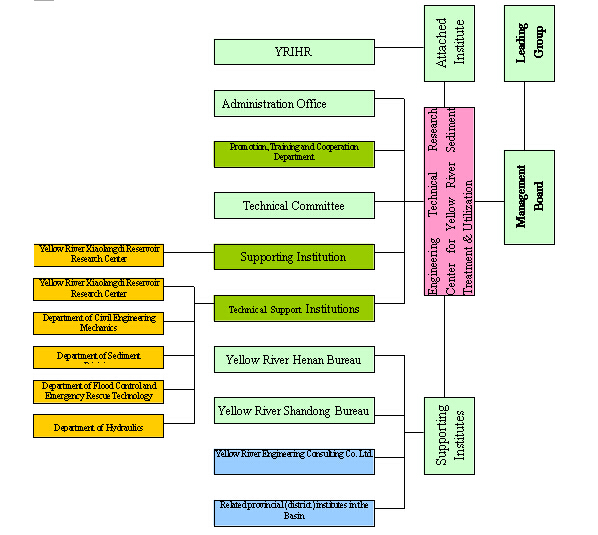 YRIHR
Attached
Institute
Leading
Group
Administration Office
Promotion, Training and Cooperation
Department
Technical Committee
Engineering Technical Research
Center for Yellow River Sediment
Treatment & Utilization
Management
Board
Yellow River Xiaolangdi Reservoir
Research Center
Supporting Institution
Yellow River Xiaolangdi Reservoir
Research Center
Technical Support Institutions
Department of Civil Engineering
Mechanics
Department of Sediment
Yellow River Henan Bureau
Department of Flood Control and
Emergency Rescue Technology
Yellow River Shandong Bureau
Department of Hydraulics
Supporting
Institutes
Yellow River Engineering Consulting Co. Ltd.
Related provincial (district) institutes in the
Basin